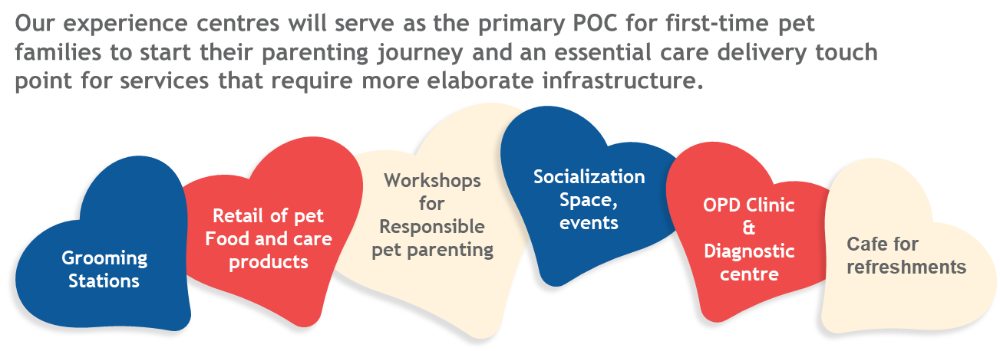 Our experience centres will serve as the primary POC for first-time pet
families to start their parenting journey and an essential care delivery touch
point for services that require more elaborate infrastructure.
Grooming
Stations
Retail of pet
Food and care
products
Workshops
for
Responsible
pet parenting
Socialization
Space,
events
OPD Clinic
&
Diagnostic
centre
Cafe for
refreshments